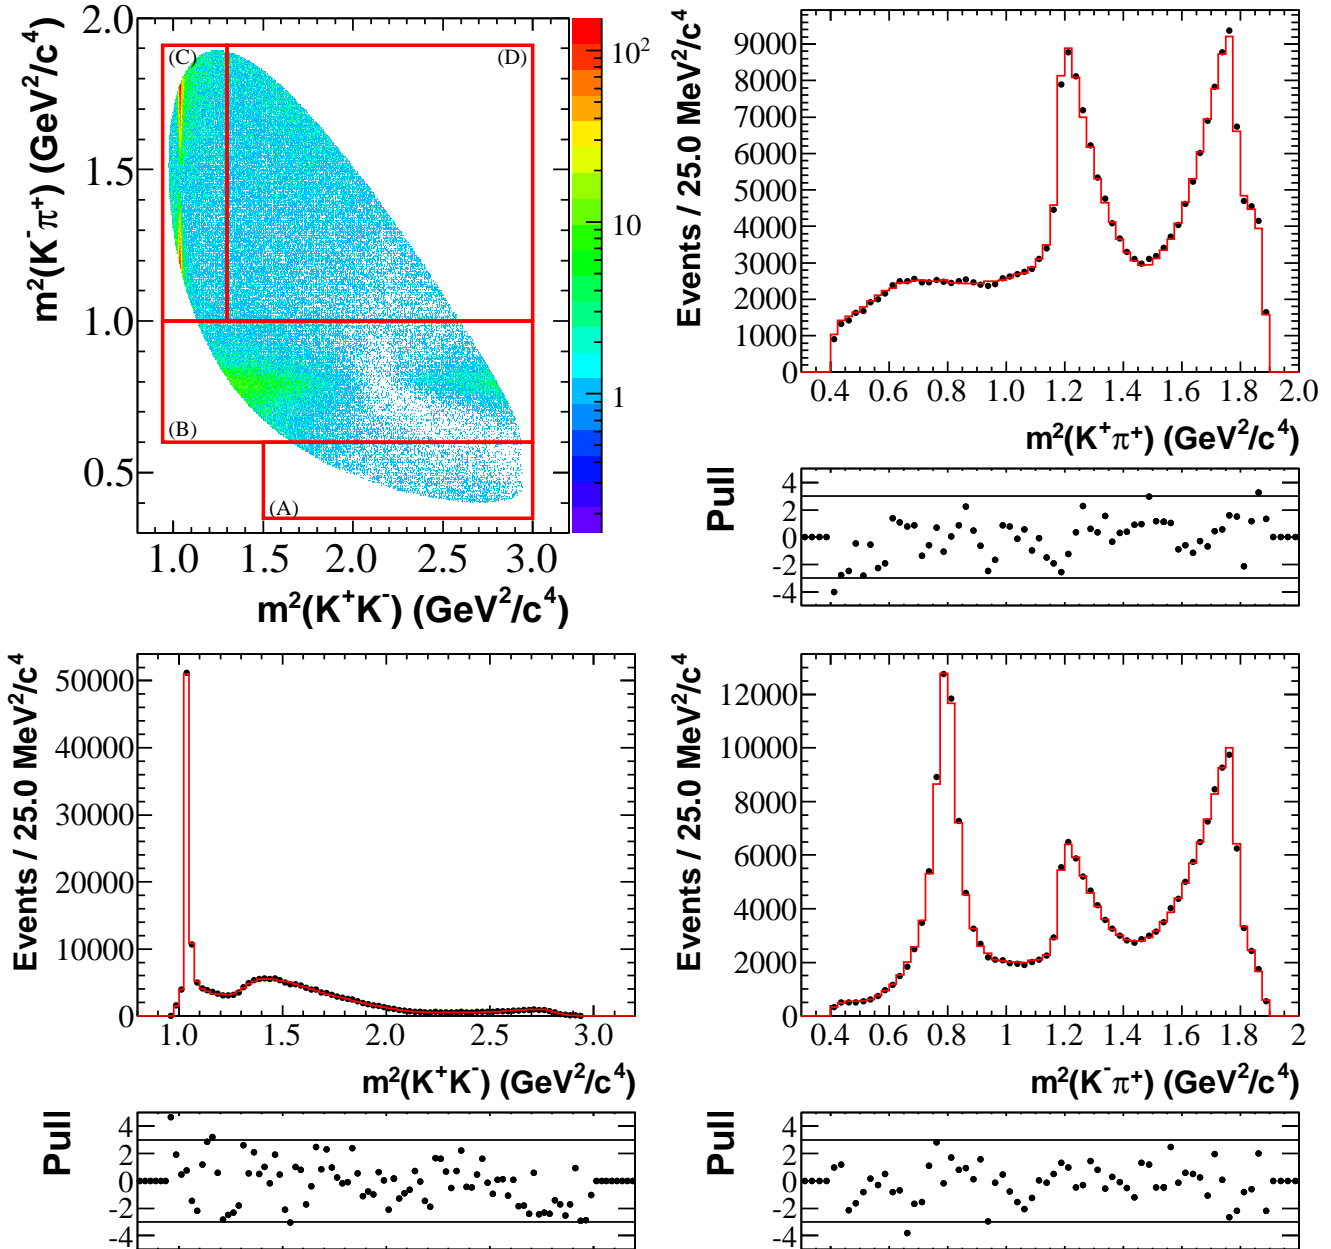 m²(K⁻π⁺) (GeV²/c⁴)
2.0
1.5
1.0
0.5
(C)
(D)
(B)
(A)
10²
10
1
1.0 1.5 2.0 2.5 3.0
m²(K⁺K⁻) (GeV²/c⁴)
Events / 25.0 MeV²/c⁴
9000
8000
7000
6000
5000
4000
3000
2000
1000
0
0.4 0.6 0.8 1.0 1.2 1.4 1.6 1.8 2.0
m²(K⁺π⁺) (GeV²/c⁴)
Pull
4
2
0
-2
-4
Events / 25.0 MeV²/c⁴
50000
40000
30000
20000
10000
0
1.0 1.5 2.0 2.5 3.0
m²(K⁺K⁻) (GeV²/c⁴)
Pull
4
2
0
-2
-4
Events / 25.0 MeV²/c⁴
12000
10000
8000
6000
4000
2000
0
0.4 0.6 0.8 1 1.2 1.4 1.6 1.8 2
m²(K⁻π⁺) (GeV²/c⁴)
Pull
4
2
0
-2
-4